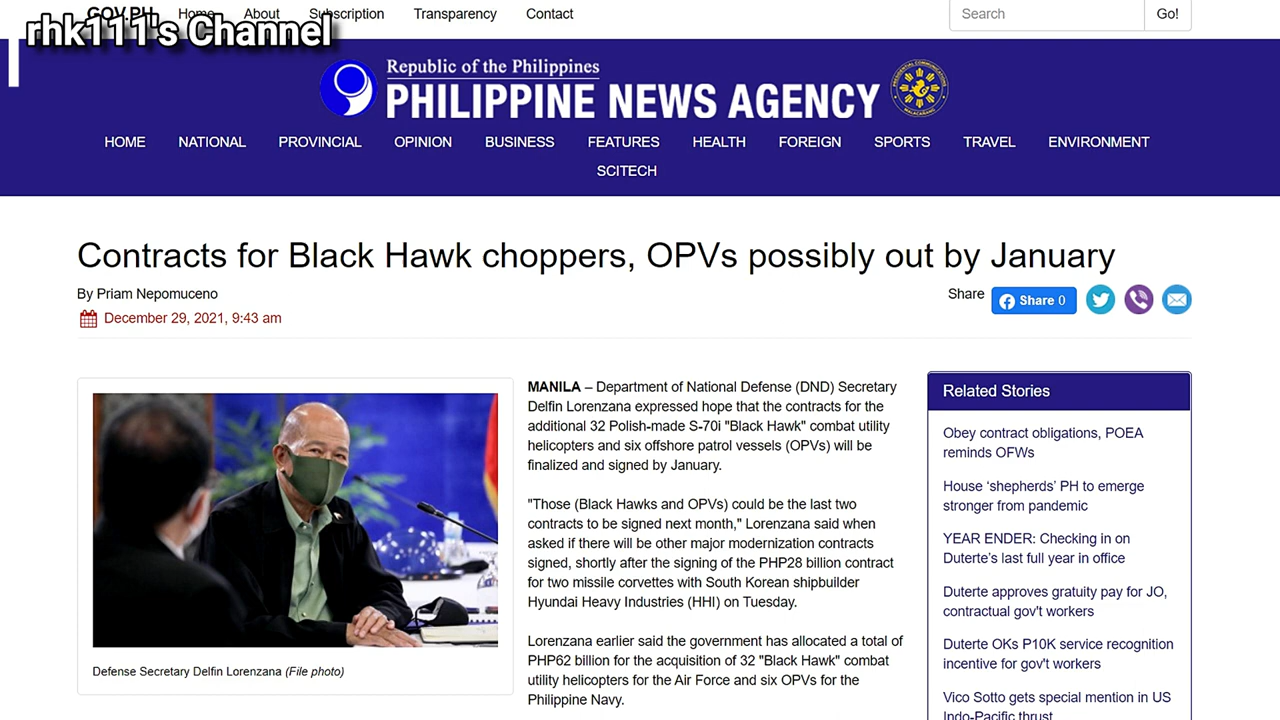 GOV.PH Home About Subscription Transparency Contact Search Go!
rhk111's Channel
Republic of the Philippines
PHILIPPINE NEWS AGENCY
HOME NATIONAL PROVINCIAL OPINION BUSINESS FEATURES HEALTH FOREIGN SPORTS TRAVEL ENVIRONMENT
SCITECH
Contracts for Black Hawk choppers, OPVs possibly out by January
By Priam Nepomuceno
Share Share 0
December 29, 2021, 9:43 am
Defense Secretary Delfin Lorenzana (File photo)
MANILA – Department of National Defense (DND) Secretary
Delfin Lorenzana expressed hope that the contracts for the
additional 32 Polish-made S-70i "Black Hawk" combat utility
helicopters and six offshore patrol vessels (OPVs) will be
finalized and signed by January.
"Those (Black Hawks and OPVs) could be the last two
contracts to be signed next month," Lorenzana said when
asked if there will be other major modernization contracts
signed, shortly after the signing of the PHP28 billion contract
for two missile corvettes with South Korean shipbuilder
Hyundai Heavy Industries (HHI) on Tuesday.
Lorenzana earlier said the government has allocated a total of
PHP62 billion for the acquisition of 32 "Black Hawk" combat
utility helicopters for the Air Force and six OPVs for the
Philippine Navy.
Related Stories
Obey contract obligations, POEA
reminds OFWs
House ‘shepherds’ PH to emerge
stronger from pandemic
YEAR ENDER: Checking in on
Duterte’s last full year in office
Duterte approves gratuity pay for JO,
contractual gov't workers
Duterte OKs P10K service recognition
incentive for gov't workers
Vico Sotto gets special mention in US
Indo-Pacific thrust